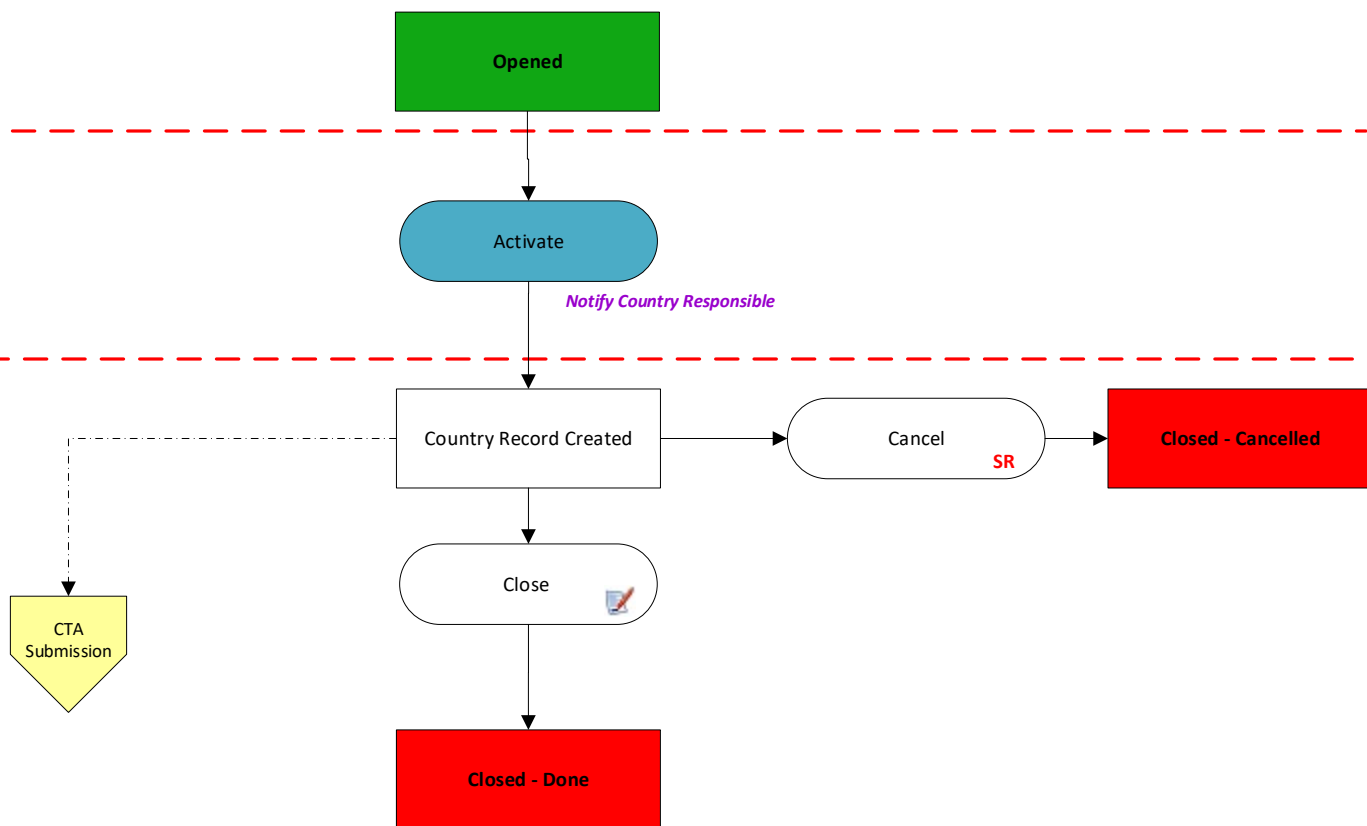 Opened
Activate
Notify Country Responsible
Country Record Created
Cancel
SR
Closed - Cancelled
Close
CTA
Submission
Closed - Done